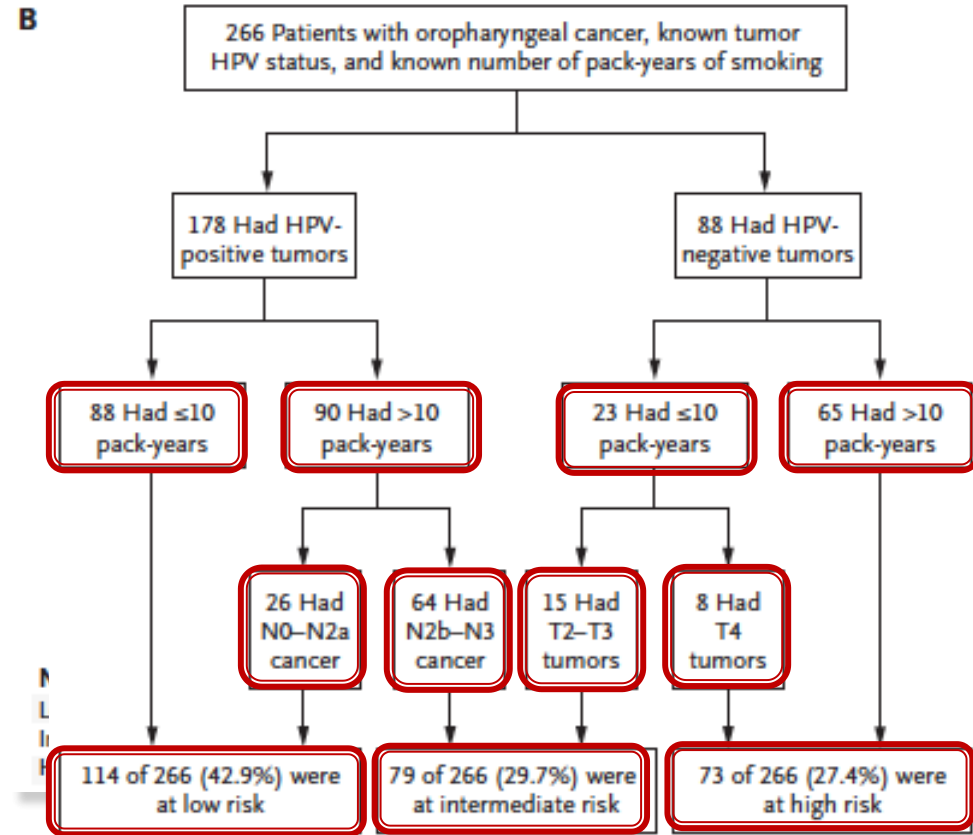 B
266 Patients with oropharyngeal cancer, known tumor
HPV status, and known number of pack-years of smoking
178 Had HPV-
positive tumors
88 Had HPV-
negative tumors
88 Had ≤10
pack-years
90 Had >10
pack-years
23 Had ≤10
pack-years
65 Had >10
pack-years
26 Had
N0–N2a
cancer
64 Had
N2b–N3
cancer
15 Had
T2–T3
tumors
8 Had
T4
tumors
114 of 266 (42.9%) were
at low risk
79 of 266 (29.7%) were
at intermediate risk
73 of 266 (27.4%) were
at high risk